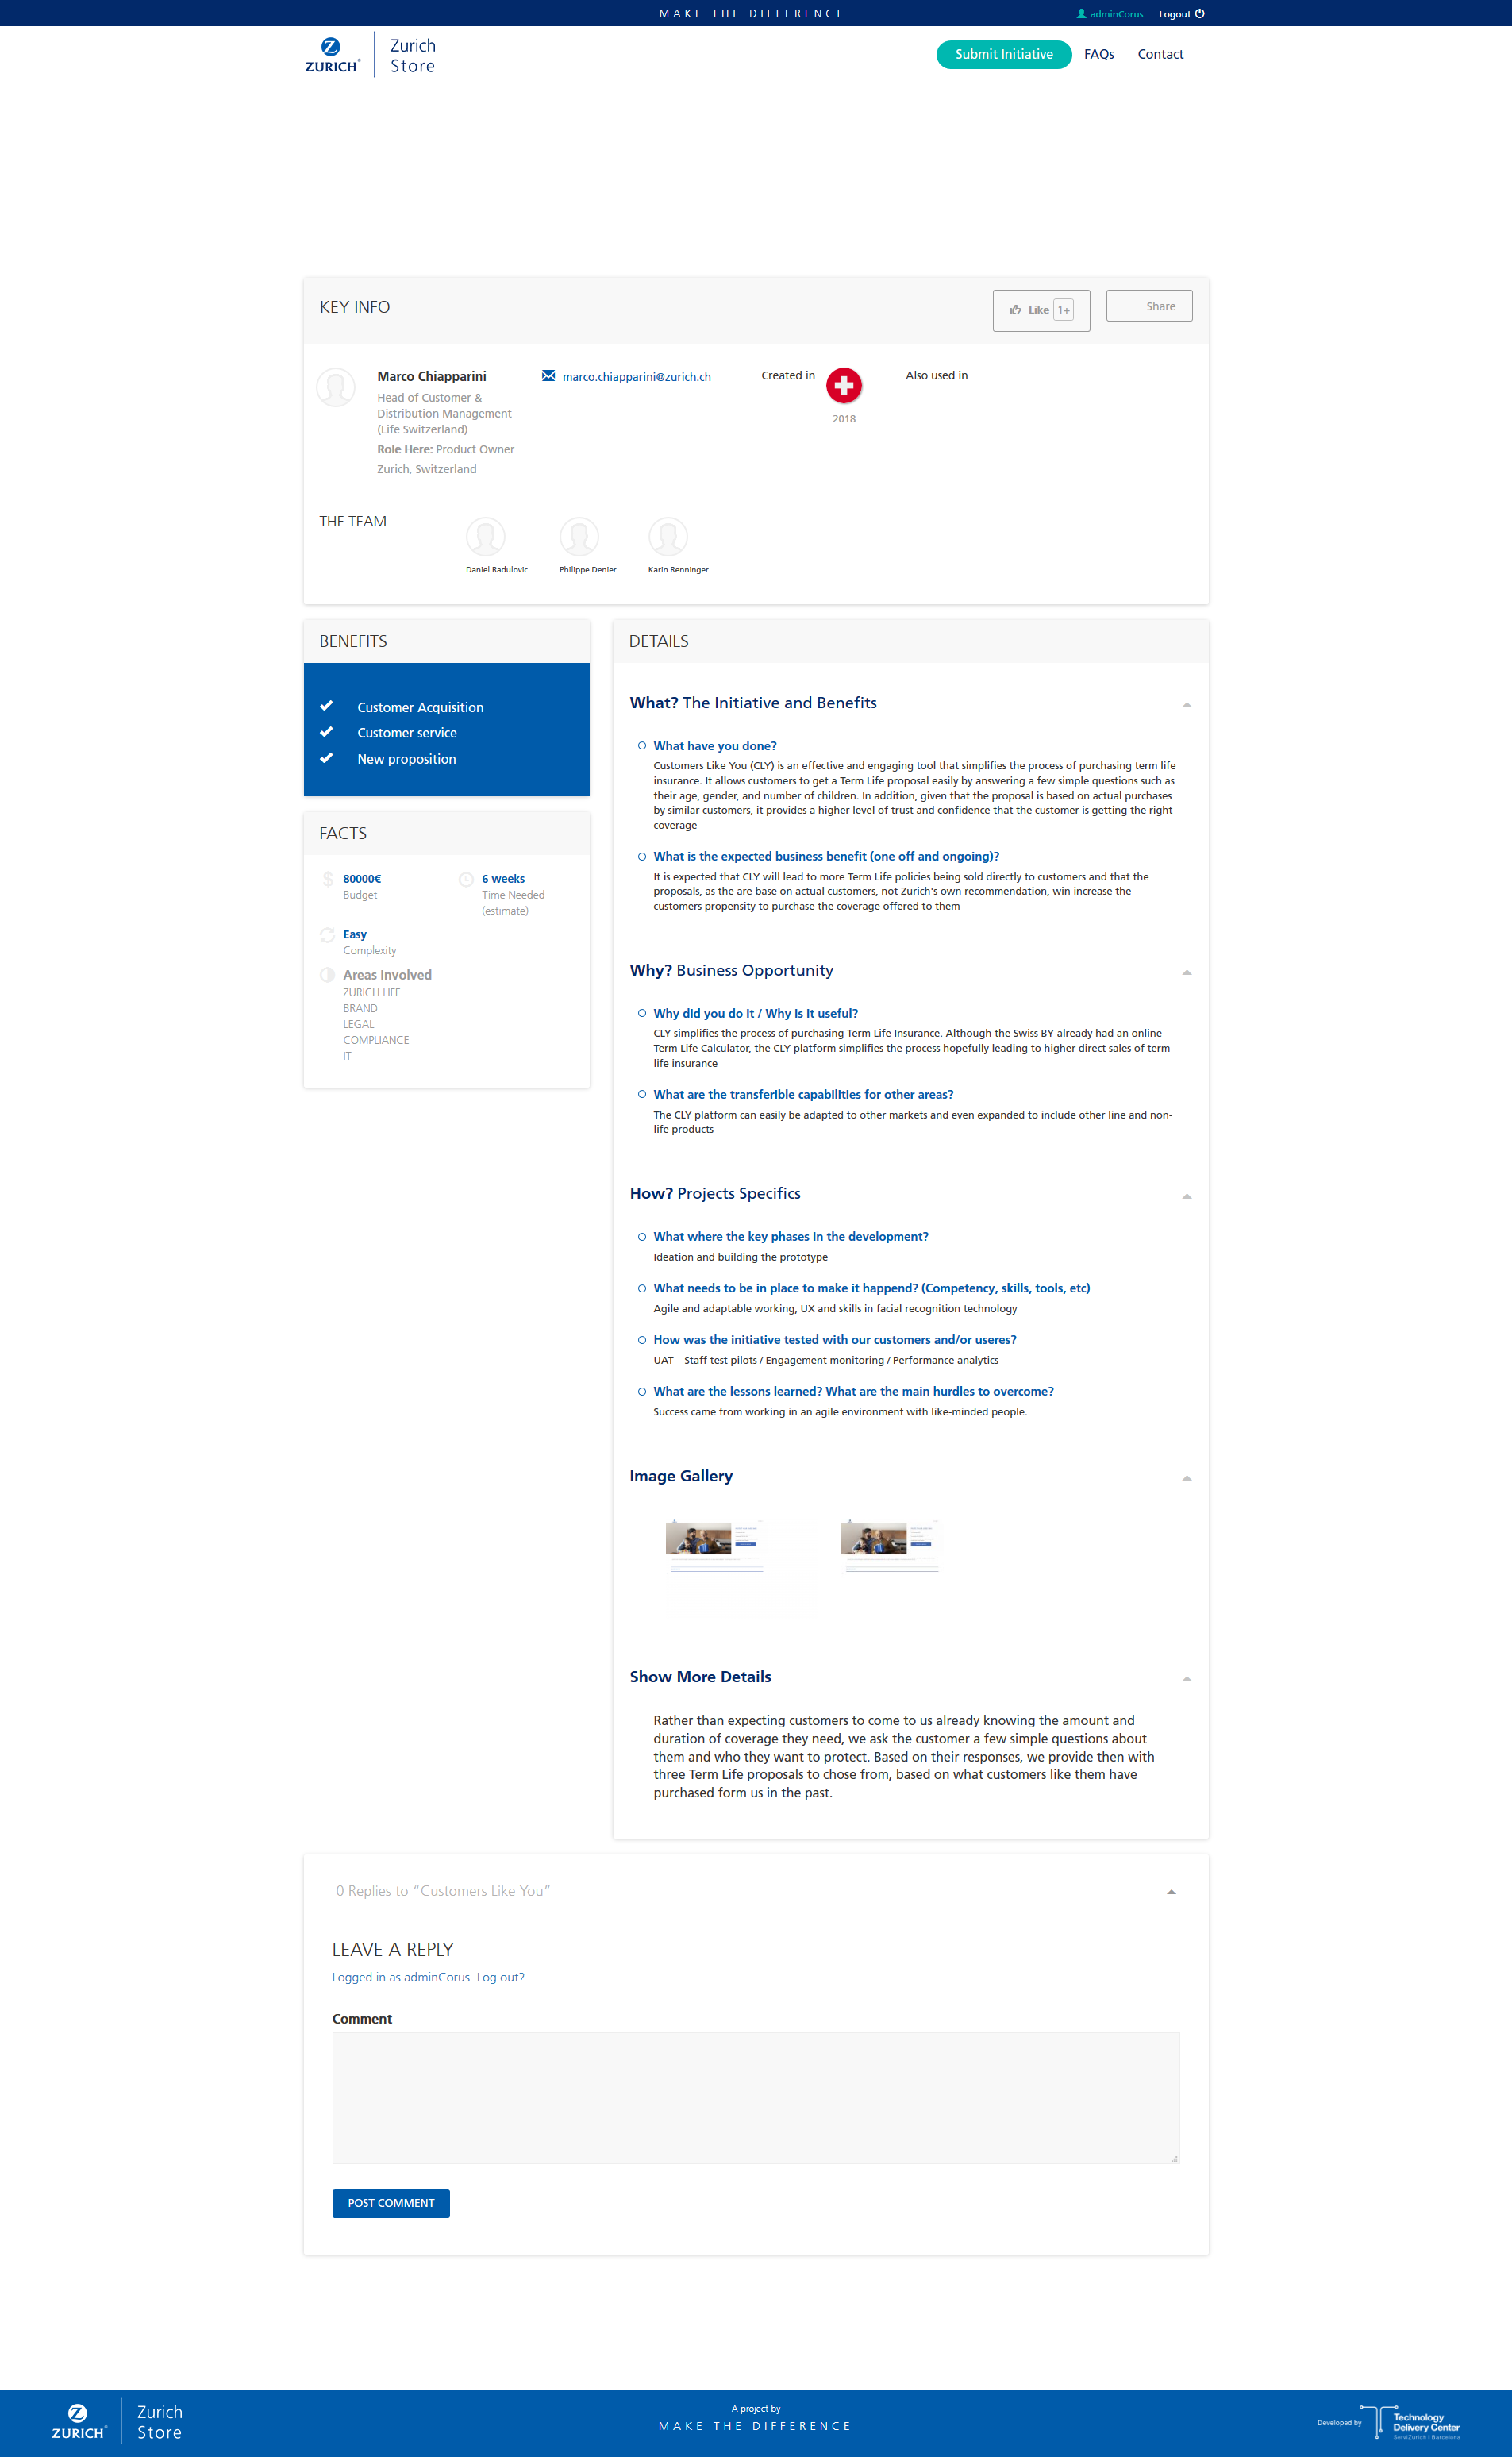 MAKE THE DIFFERENCE
adminCorus
Logout
ZURICH
Zurich
Store
Submit Initiative
FAQs
Contact
KEY INFO
Like 1+
Share
Marco Chiapparini
Head of Customer &
Distribution Management
(Life Switzerland)
Role Here: Product Owner
Zurich, Switzerland
marco.chiapparini@zurich.ch
Created in
2018
Also used in
THE TEAM
Daniel Radulovic
Philippe Denier
Karin Renninger
BENEFITS
Customer Acquisition
Customer service
New proposition
FACTS
80000€
Budget
6 weeks
Time Needed
(estimate)
Easy
Complexity
Areas Involved
ZURICH LIFE
BRAND
LEGAL
COMPLIANCE
IT
DETAILS
What? The Initiative and Benefits
What have you done?
Customers Like You (CLY) is an effective and engaging tool that simplifies the process of purchasing term life
insurance. It allows customers to get a Term Life proposal easily by answering a few simple questions such as
their age, gender, and number of children. In addition, given that the proposal is based on actual purchases
by similar customers, it provides a higher level of trust and confidence that the customer is getting the right
coverage
What is the expected business benefit (one off and ongoing)?
It is expected that CLY will lead to more Term Life policies being sold directly to customers and that the
proposals, as the are base on actual customers, not Zurich's own recommendation, win increase the
customers propensity to purchase the coverage offered to them
Why? Business Opportunity
Why did you do it / Why is it useful?
CLY simplifies the process of purchasing Term Life Insurance. Although the Swiss BY already had an online
Term Life Calculator, the CLY platform simplifies the process hopefully leading to higher direct sales of term
life insurance
What are the transferible capabilities for other areas?
The CLY platform can easily be adapted to other markets and even expanded to include other line and non-
life products
How? Projects Specifics
What where the key phases in the development?
Ideation and building the prototype
What needs to be in place to make it happend? (Competency, skills, tools, etc)
Agile and adaptable working, UX and skills in facial recognition technology
How was the initiative tested with our customers and/or useres?
UAT – Staff test pilots / Engagement monitoring / Performance analytics
What are the lessons learned? What are the main hurdles to overcome?
Success came from working in an agile environment with like-minded people.
Image Gallery
Show More Details
Rather than expecting customers to come to us already knowing the amount and
duration of coverage they need, we ask the customer a few simple questions about
them and who they want to protect. Based on their responses, we provide then with
three Term Life proposals to chose from, based on what customers like them have
purchased form us in the past.
0 Replies to “Customers Like You”
LEAVE A REPLY
Logged in as adminCorus. Log out?
Comment
POST COMMENT
ZURICH
Zurich
Store
A project by
MAKE THE DIFFERENCE
Developed by
Technology
Delivery Center
ServiZurich | Barcelona